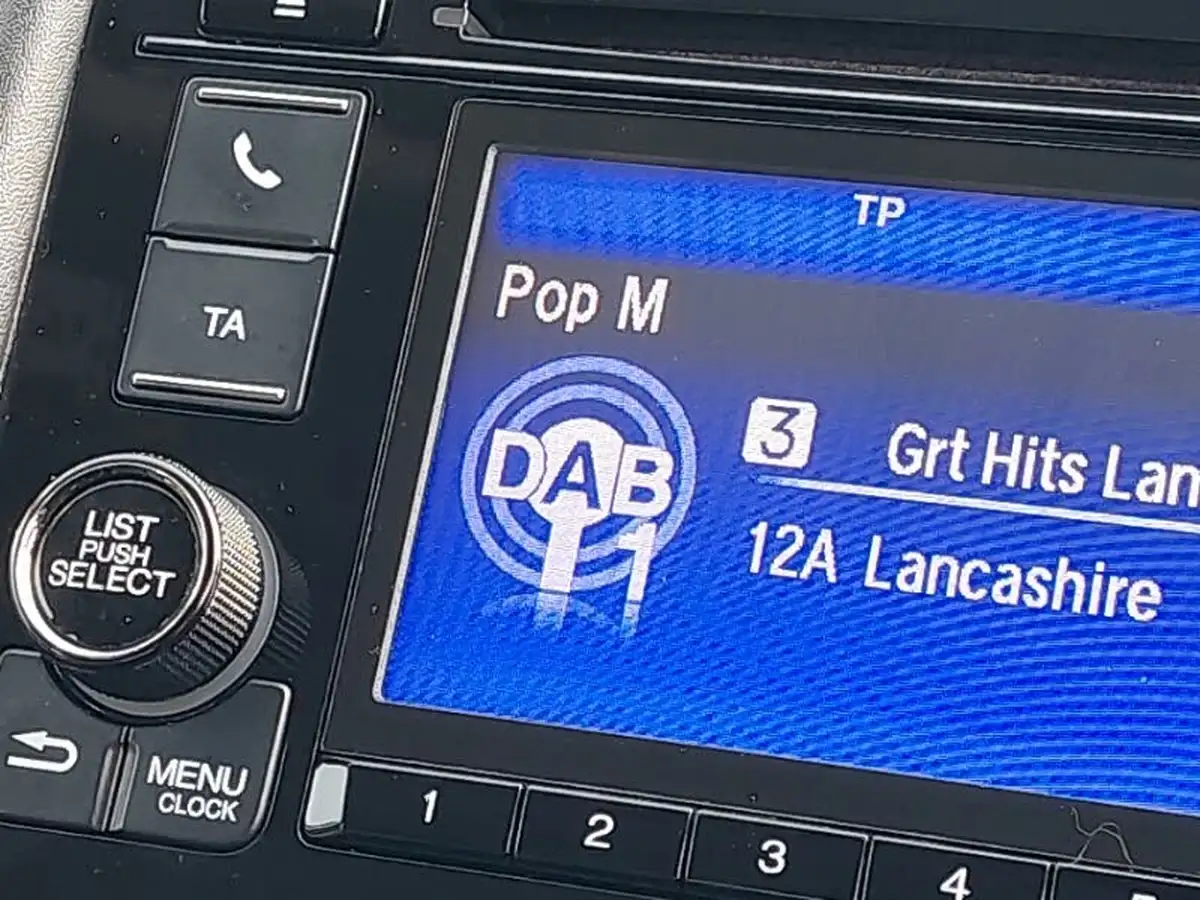 TP
TA
Pop M
DAB
1
3 Grt Hits Lan
12A Lancashire
LIST
PUSH
SELECT
MENU
CLOCK
1
2
3
4